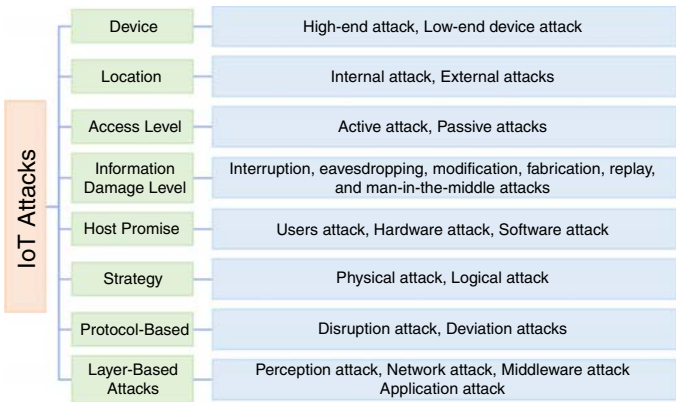 IoT Attacks
Device
High-end attack, Low-end device attack
Location
Internal attack, External attacks
Access Level
Active attack, Passive attacks
Information
Damage Level
Interruption, eavesdropping, modification, fabrication, replay,
and man-in-the-middle attacks
Host Promise
Users attack, Hardware attack, Software attack
Strategy
Physical attack, Logical attack
Protocol-Based
Disruption attack, Deviation attacks
Layer-Based
Attacks
Perception attack, Network attack, Middleware attack
Application attack